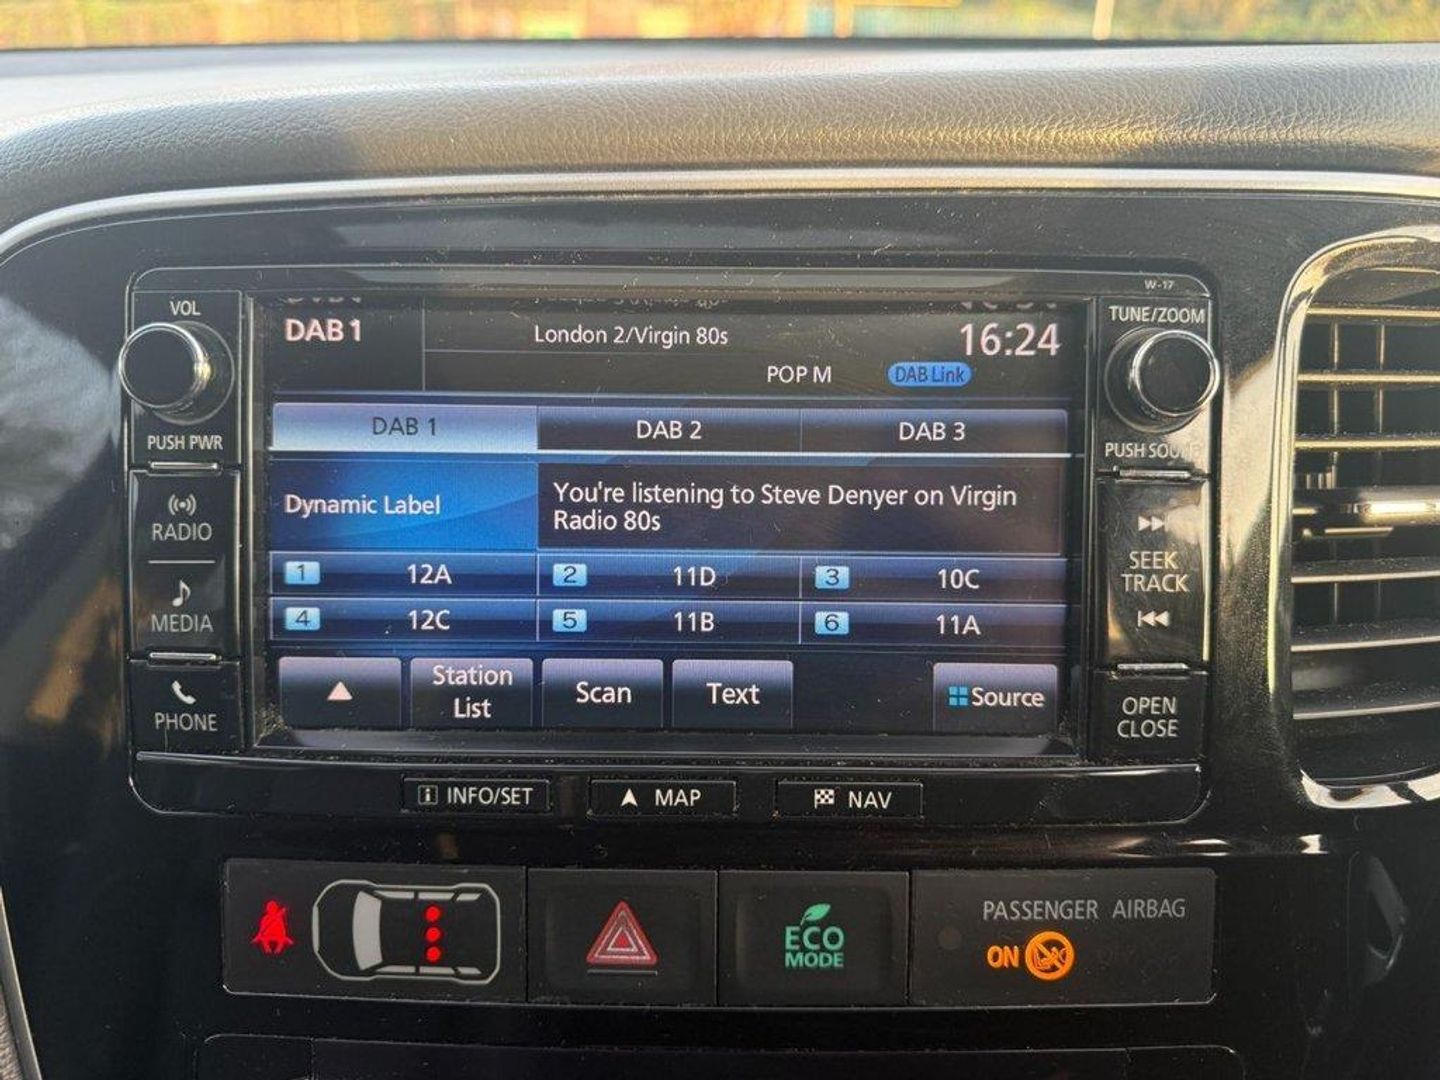 W-17
VOL
PUSH PWR
RADIO
MEDIA
PHONE
DAB 1
London 2/Virgin 80s
16:24
POP M
DAB Link
DAB 1
DAB 2
DAB 3
Dynamic Label
You're listening to Steve Denyer on Virgin
Radio 80s
1 12A
2 11D
3 10C
4 12C
5 11B
6 11A
Station
List
Scan
Text
Source
TUNE/ZOOM
PUSH
SEEK
TRACK
OPEN
CLOSE
INFO/SET
MAP
NAV
ECO
MODE
PASSENGER AIRBAG
ON